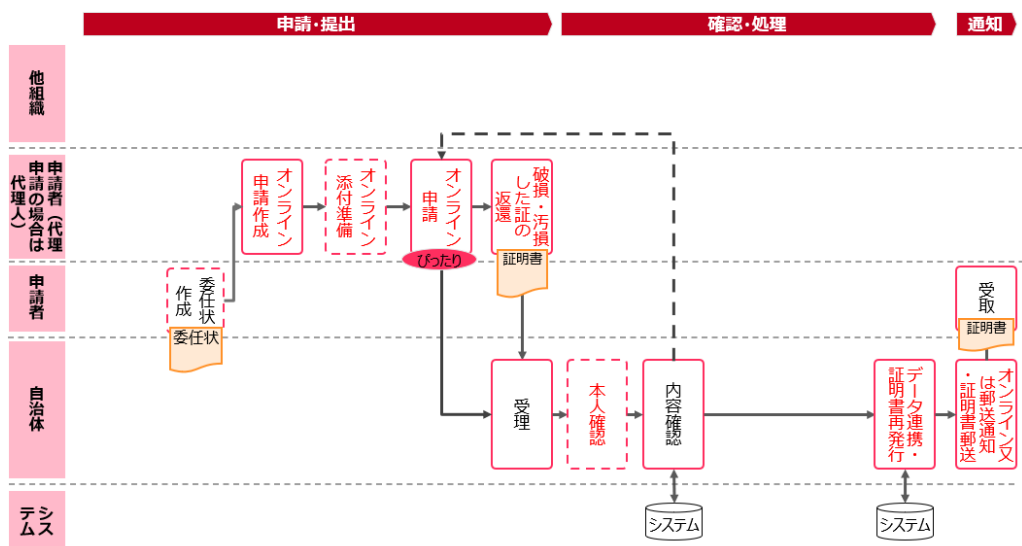 申請・提出
確認・処理
通知
他組織
申請者（代理
申請の場合は
代理人）
オンライン
申請作成
オンライン
添付準備
オンライン
申請
ぴったり
破損・汚損
した証の
返還
証明書
申請者
委任状
作成
委任状
受取
証明書
自治体
受理
本人確認
内容確認
データ連携・
証明書再発行
オンライン又
は郵送通知
・証明書郵送
シス
テム
システム
システム